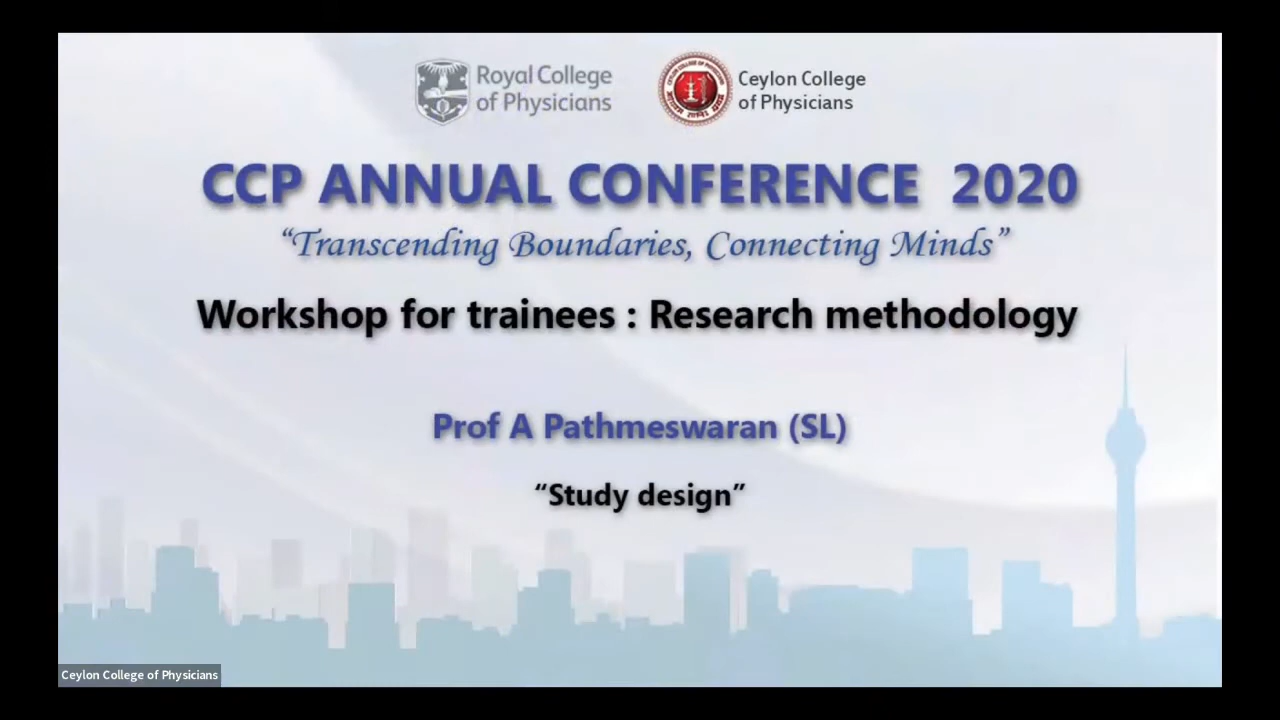 Royal College
of Physicians
Ceylon College
of Physicians
CCP ANNUAL CONFERENCE 2020
“Transcending Boundaries, Connecting Minds”
Workshop for trainees : Research methodology
Prof A Pathmeswaran (SL)
“Study design”
Ceylon College of Physicians